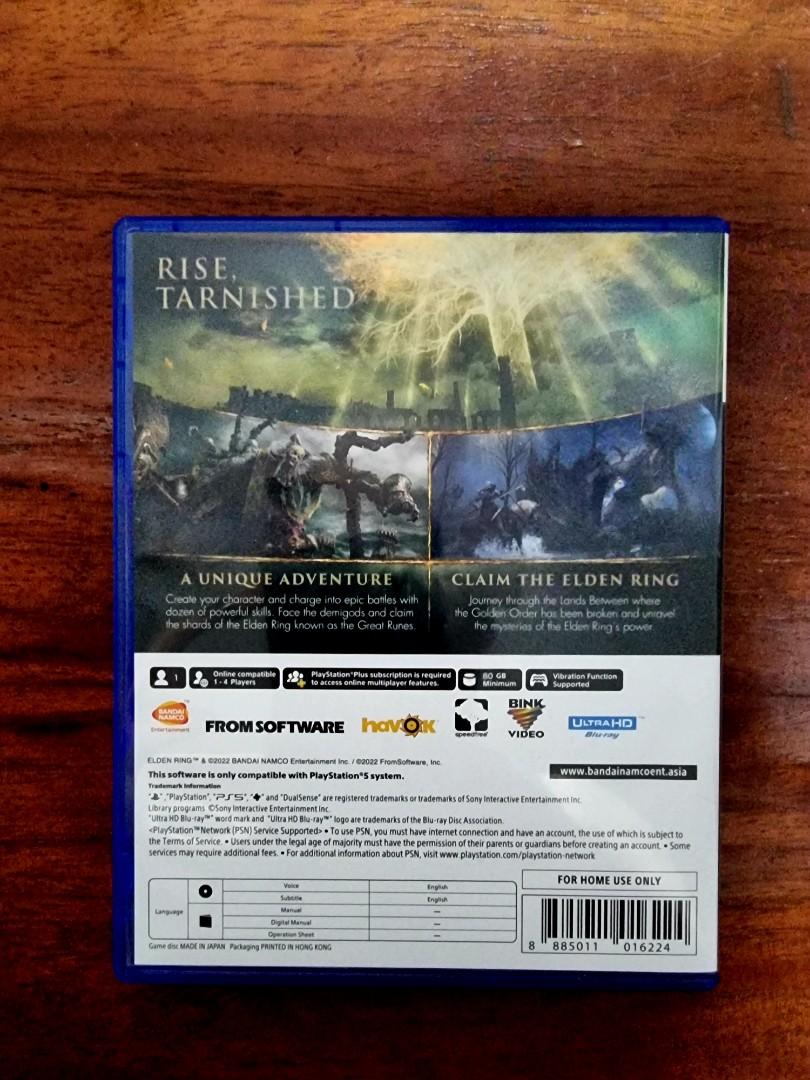 RISE,
TARNISHED
A UNIQUE ADVENTURE
Create your character and charge into epic battles with
dozen of powerful skills. Face the demigods and claim
the shards of the Elden Ring known as the Great Runes.
CLAIM THE ELDEN RING
Journey through the Lands Between where
the Golden Order has been broken and unravel
the mysteries of the Elden Ring's power.
1
Online compatible
1 - 4 Players
PlayStation®Plus subscription is required
to access online multiplayer features.
80 GB
Minimum
Vibration Function
Supported
BANDAI
NAMCO
Entertainment
FROMSOFTWARE
havok
speedtree
BINK
VIDEO
ULTRA HD
Blu-ray™
ELDEN RING™ & ©2022 BANDAI NAMCO Entertainment Inc. / ©2022 FromSoftware, Inc.
This software is only compatible with PlayStation®5 system.
www.bandainamcoent.asia
Trademark Information
" ", "PlayStation", "PS5", " " and "DualSense" are registered trademarks or trademarks of Sony Interactive Entertainment Inc.
Library programs ©Sony Interactive Entertainment Inc.
"Ultra HD Blu-ray™" word mark and "Ultra HD Blu-ray™" logo are trademarks of the Blu-ray Disc Association.
<PlayStation™Network (PSN) Service Supported> • To use PSN, you must have internet connection and have an account, the use of which is subject to
the Terms of Service. • Users under the legal age of majority must have the permission of their parents or guardians before creating an account. • Some
services may require additional fees. • For additional information about PSN, visit www.playstation.com/playstation-network
Language
Voice English
Subtitle English
Manual —
Digital Manual —
Operation Sheet —
Game disc MADE IN JAPAN Packaging PRINTED IN HONG KONG
FOR HOME USE ONLY
8 885011 016224